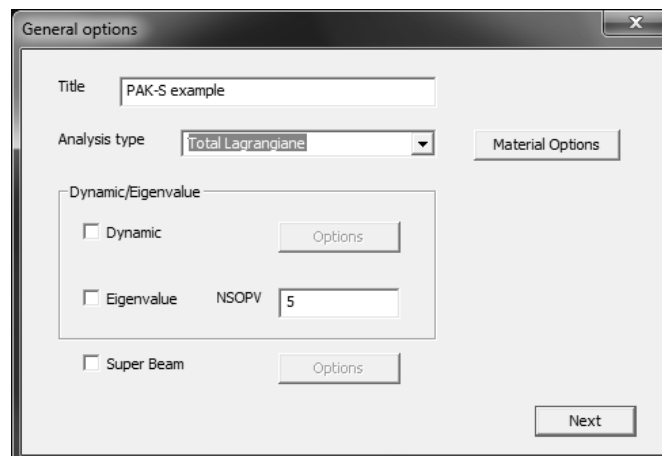 General options
X
Title PAK-S example
Analysis type Total Lagrangiane Material Options
Dynamic/Eigenvalue
Dynamic Options
Eigenvalue NSOPV 5
Super Beam Options
Next